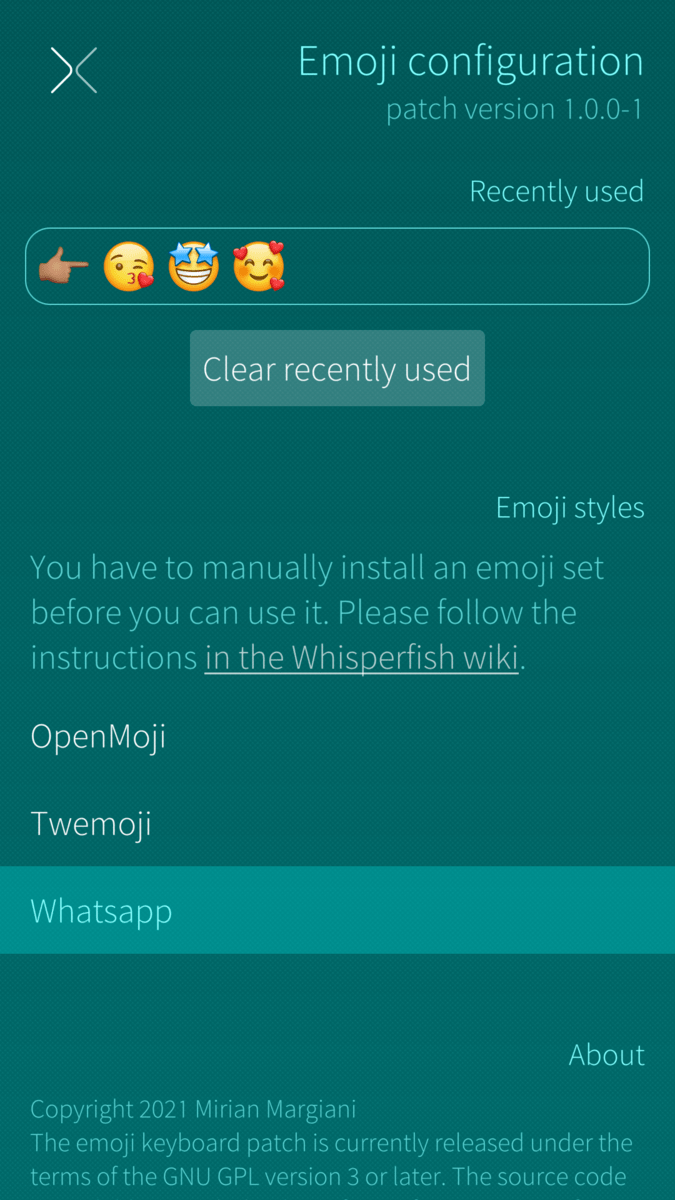 Emoji configuration
patch version 1.0.0-1
Recently used
Clear recently used
Emoji styles
You have to manually install an emoji set
before you can use it. Please follow the
instructions in the Whisperfish wiki.
OpenMoji
Twemoji
Whatsapp
About
Copyright 2021 Mirian Margiani
The emoji keyboard patch is currently released under the
terms of the GNU GPL version 3 or later. The source code